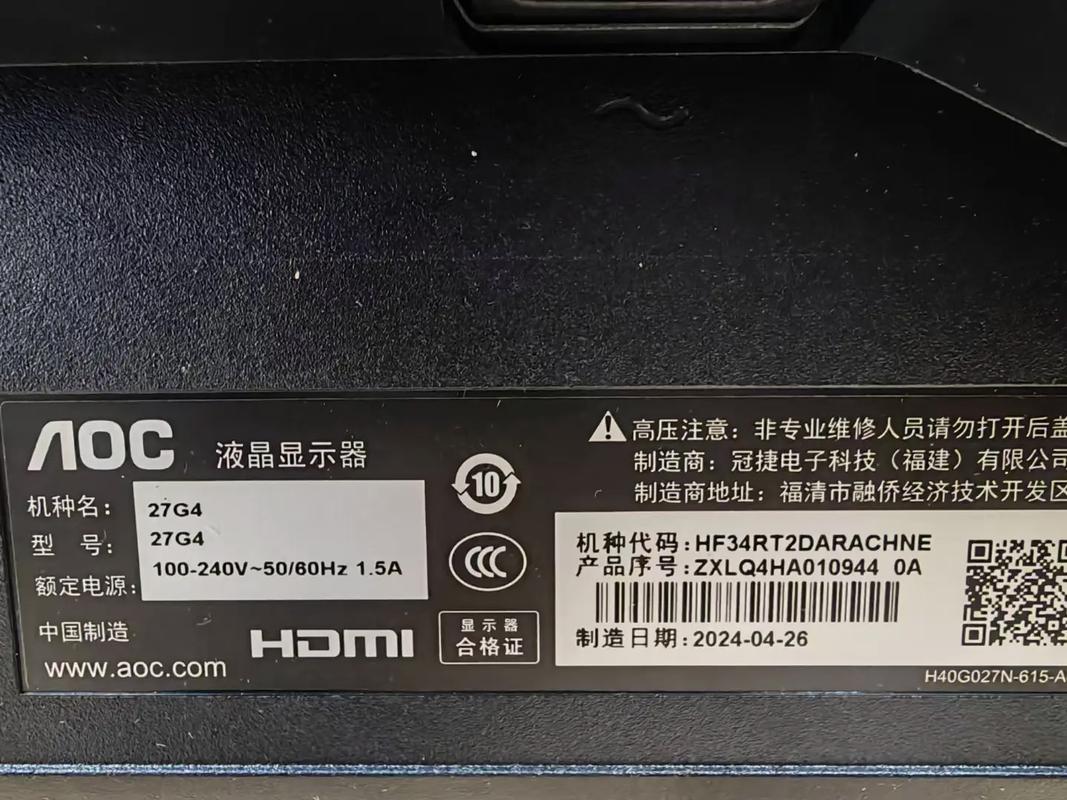 AOC 液晶显示器
机种名： 27G4
型 号： 27G4
额定电源： 100-240V~50/60Hz 1.5A
中国制造
www.aoc.com
HDMI
10
CCC
显示器
合格证
高压注意：非专业维修人员请勿打开后盖
制造商：冠捷电子科技（福建）有限公司
制造商地址：福清市融侨经济技术开发区
机种代码:HF34RT2DARACHNE
产品序号:ZXLQ4HA010944 0A
制造日期:2024-04-26
H40G027N-615-A